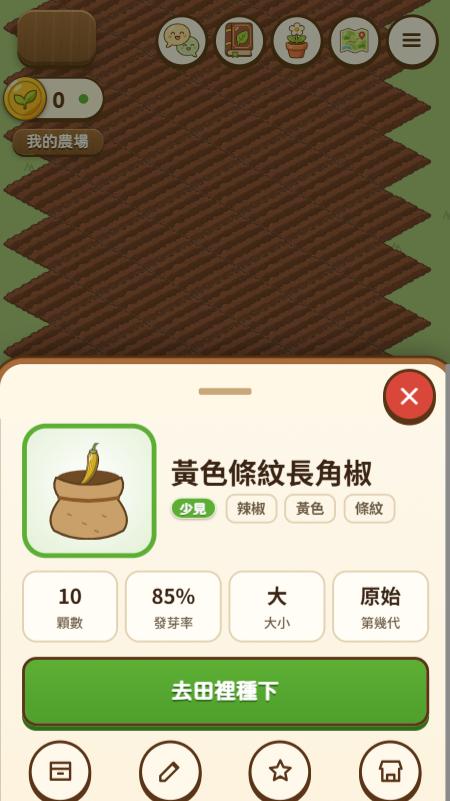 0
我的農場
黃色條紋長角椒
少見 辣椒 黃色 條紋
10 85% 大 原始
顆數 發芽率 大小 第幾代
去田裡種下